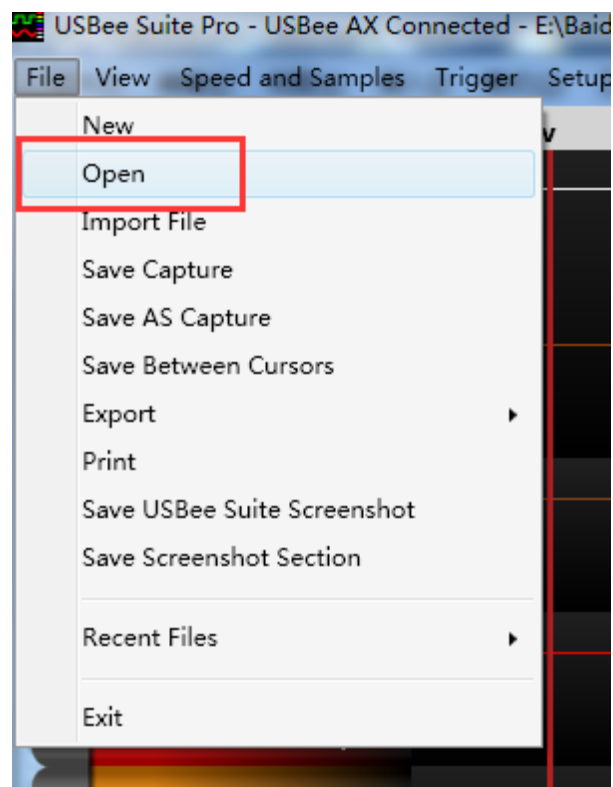 USBee Suite Pro - USBee AX Connected - E:\Baid
File View Speed and Samples Trigger Setup
New
v
Open
Import File
Save Capture
Save AS Capture
Save Between Cursors
Export
Print
Save USBee Suite Screenshot
Save Screenshot Section
Recent Files
Exit